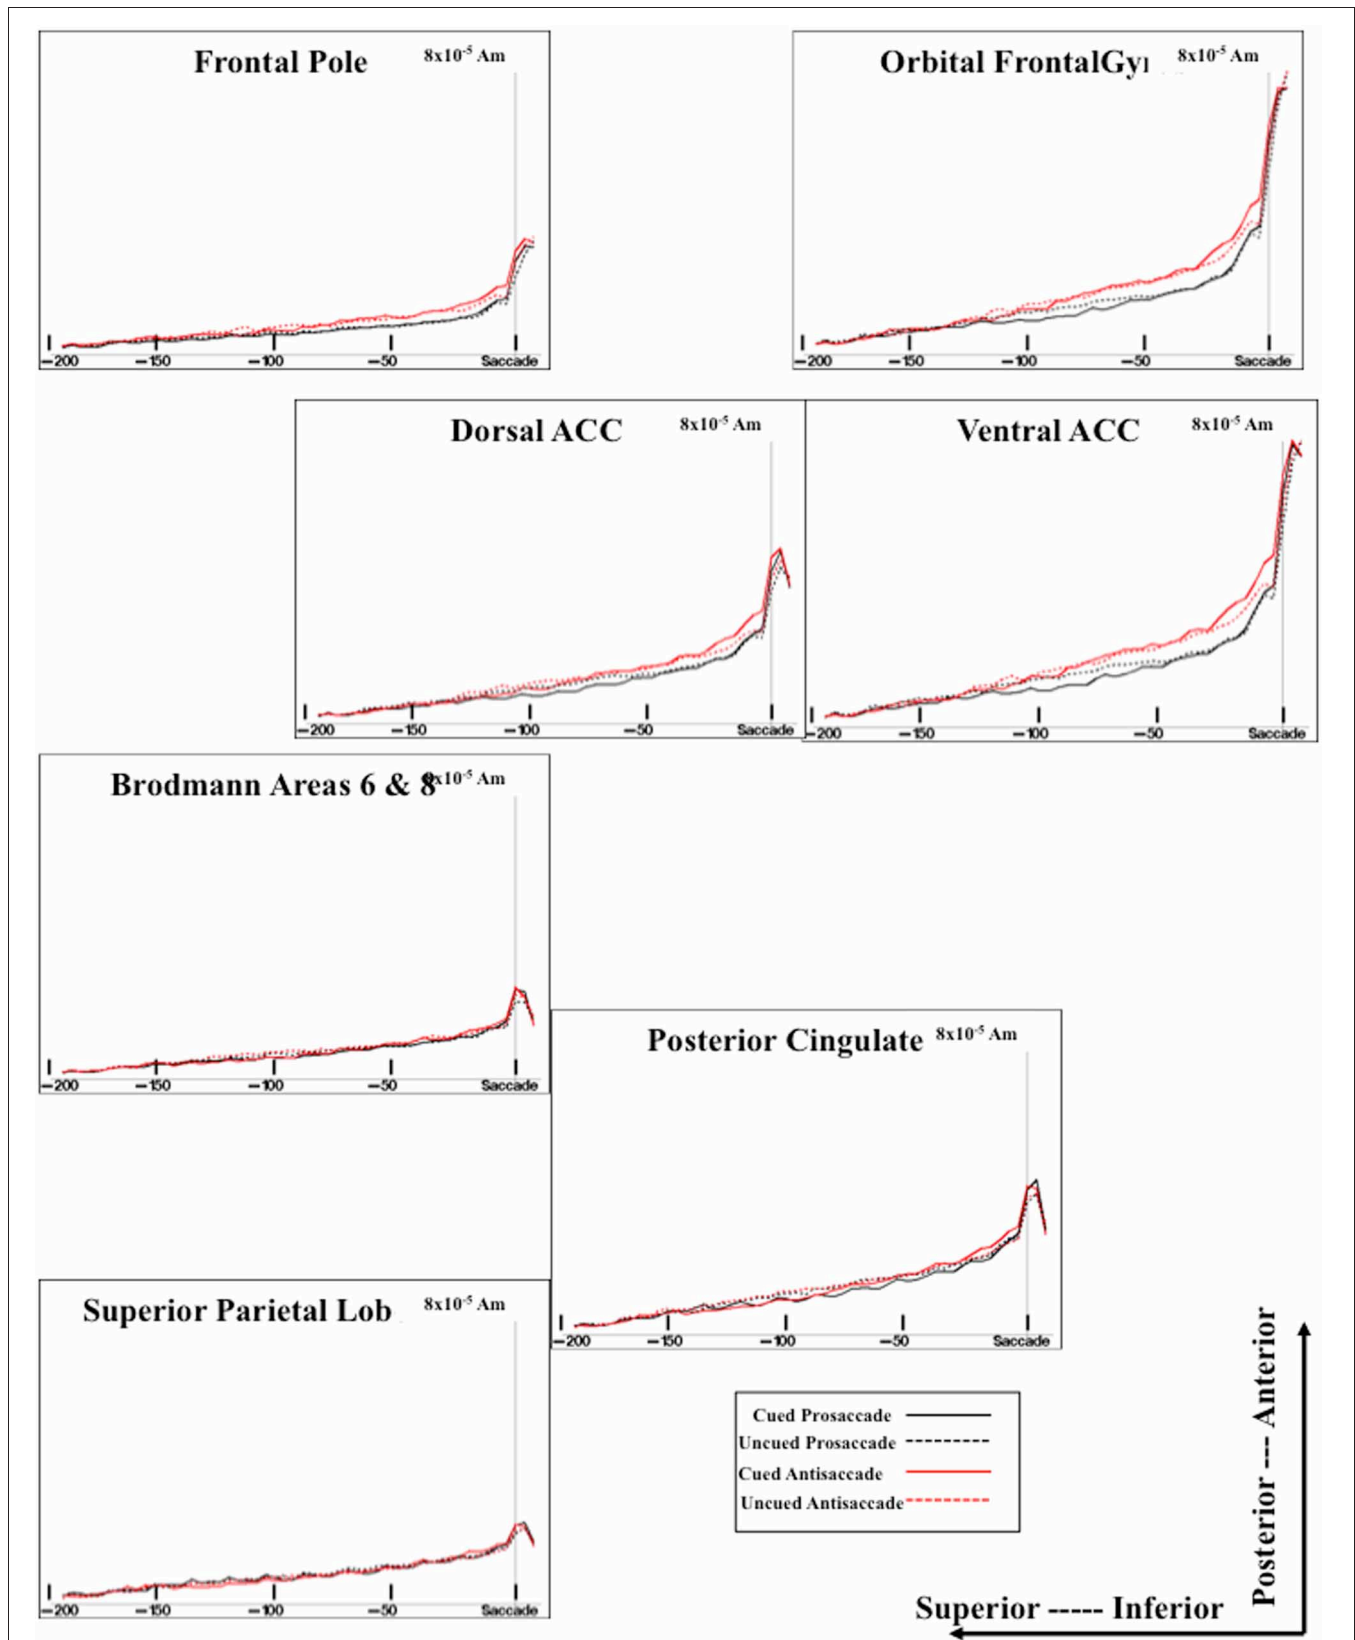 Frontal Pole 8x10⁻⁵ Am
−200 −150 −100 −50 Saccade
Orbital FrontalGy 8x10⁻⁵ Am
−200 −150 −100 −50 Saccade
Dorsal ACC 8x10⁻⁵ Am
−200 −150 −100 −50 Saccade
Ventral ACC 8x10⁻⁵ Am
−200 −150 −100 −50 Saccade
Brodmann Areas 6 & 8 8x10⁻⁵ Am
−200 −150 −100 −50 Saccade
Posterior Cingulate 8x10⁻⁵ Am
−200 −150 −100 −50 Saccade
Superior Parietal Lob 8x10⁻⁵ Am
−200 −150 −100 −50 Saccade
Cued Prosaccade
Uncued Prosaccade
Cued Antisaccade
Uncued Antisaccade
Posterior --- Anterior
Superior ----- Inferior